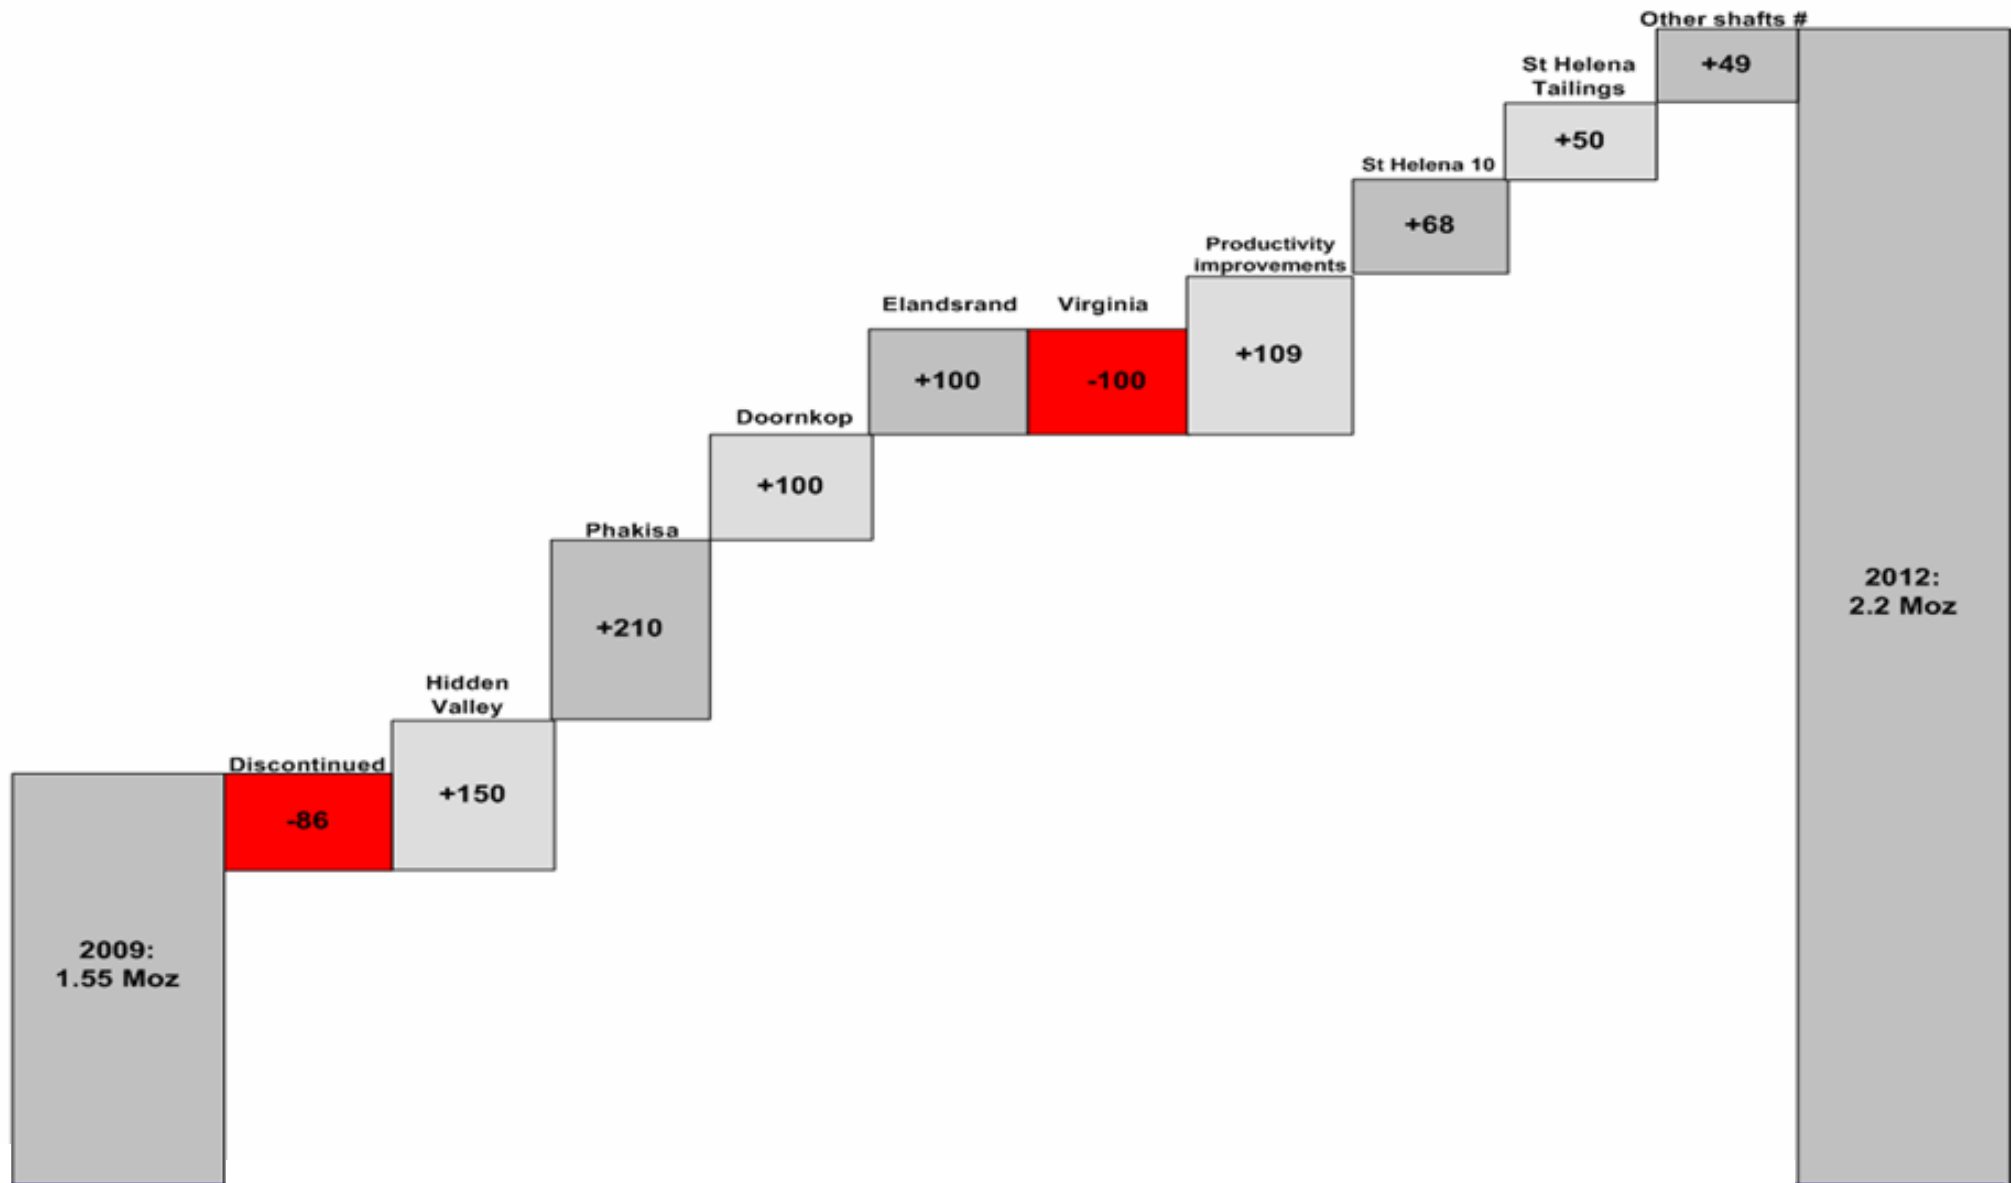 2009:
1.55 Moz
Discontinued
-86
Hidden
Valley
+150
Phakisa
+210
Doornkop
+100
Elandsrand
+100
Virginia
-100
Productivity
improvements
+109
St Helena 10
+68
St Helena
Tailings
+50
Other shafts #
+49
2012:
2.2 Moz